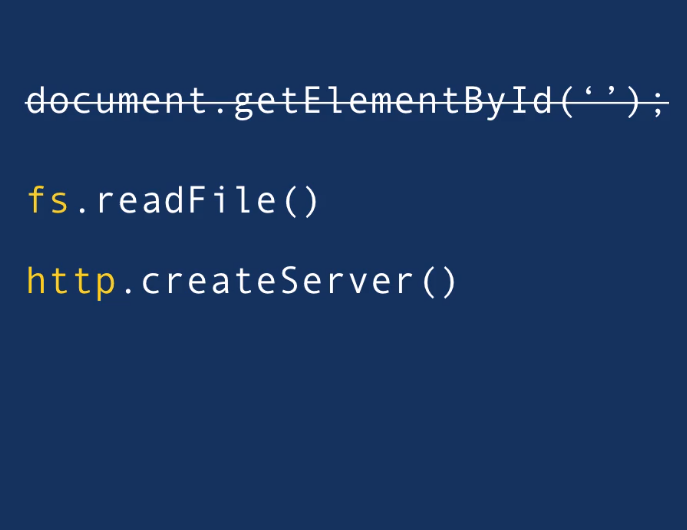 document.getElementById(‘’);
fs.readFile()
http.createServer()